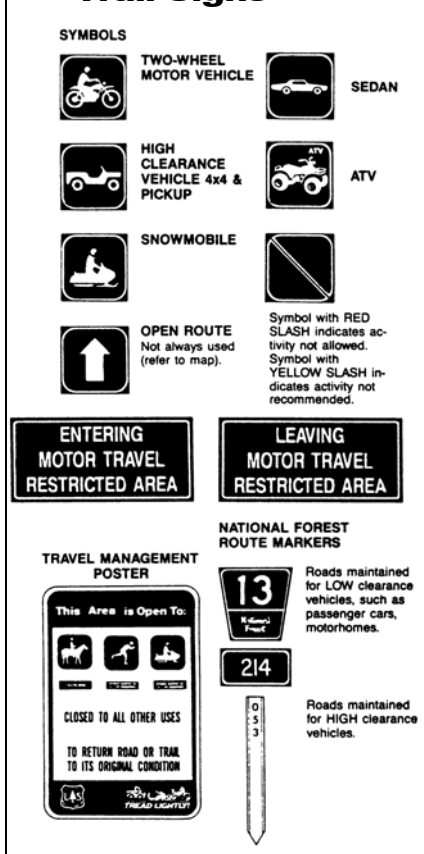 Trail Signs
SYMBOLS
TWO-WHEEL
MOTOR VEHICLE
SEDAN
HIGH
CLEARANCE
VEHICLE 4x4 &
PICKUP
ATV
ATV
SNOWMOBILE
OPEN ROUTE
Not always used
(refer to map).
Symbol with RED
SLASH indicates ac-
tivity not allowed.
Symbol with
YELLOW SLASH in-
dicates activity not
recommended.
ENTERING
MOTOR TRAVEL
RESTRICTED AREA
LEAVING
MOTOR TRAVEL
RESTRICTED AREA
TRAVEL MANAGEMENT
POSTER
This Area is Open To:
CLOSED TO ALL OTHER USES
TO RETURN ROAD OR TRAIL
TO ITS ORIGINAL CONDITION
TREAD LIGHTLY!
NATIONAL FOREST
ROUTE MARKERS
13
National
Forest
Roads maintained
for LOW clearance
vehicles, such as
passenger cars,
motorhomes.
214
0
5
3
Roads maintained
for HIGH clearance
vehicles.